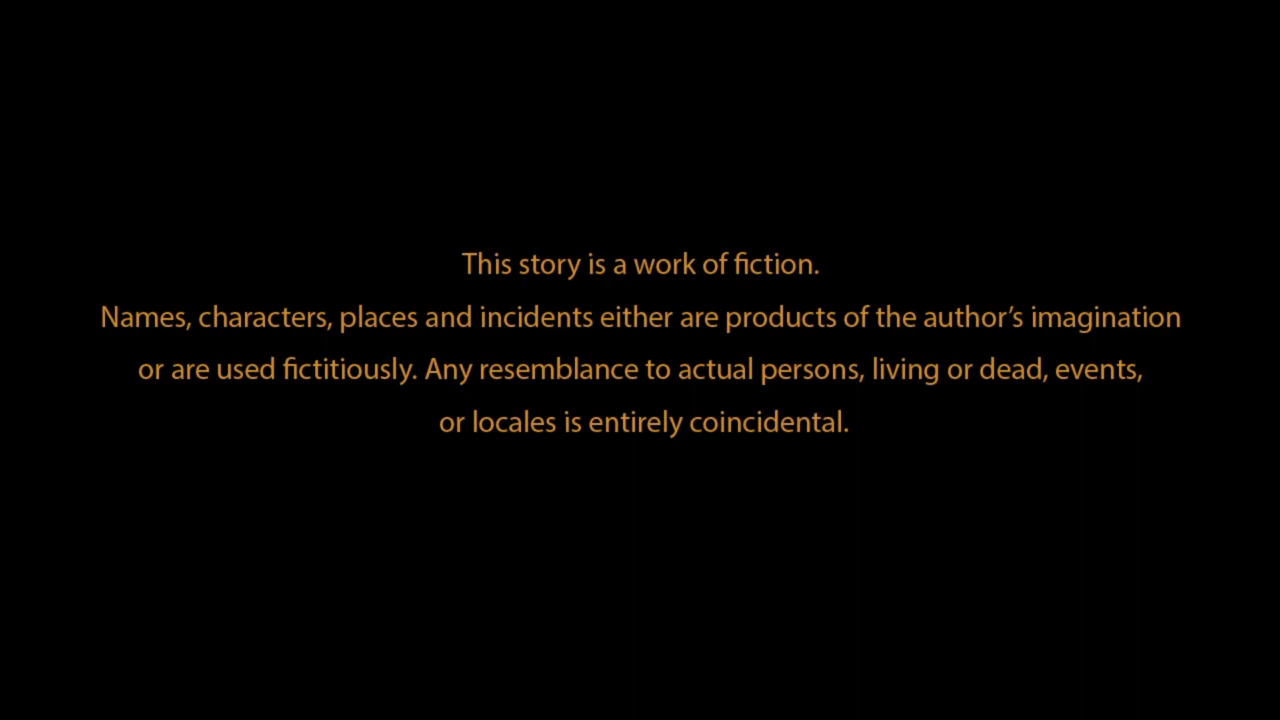 This story is a work of fiction.
Names, characters, places and incidents either are products of the author’s imagination
or are used fictitiously. Any resemblance to actual persons, living or dead, events,
or locales is entirely coincidental.